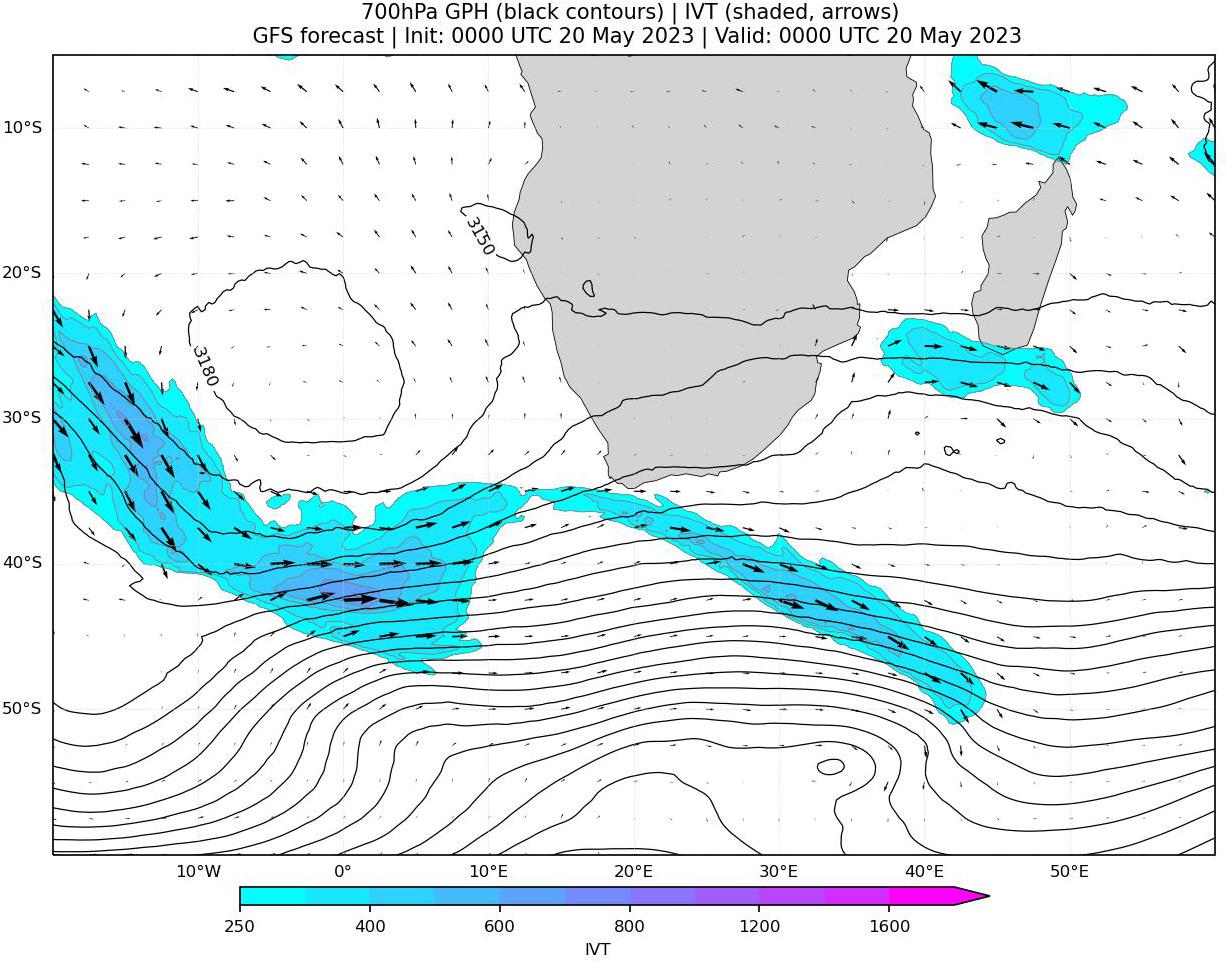 700hPa GPH (black contours) | IVT (shaded, arrows)
GFS forecast | Init: 0000 UTC 20 May 2023 | Valid: 0000 UTC 20 May 2023
10°S
20°S
30°S
40°S
50°S
3150
3180
10°W 0° 10°E 20°E 30°E 40°E 50°E
250 400 600 800 1200 1600
IVT